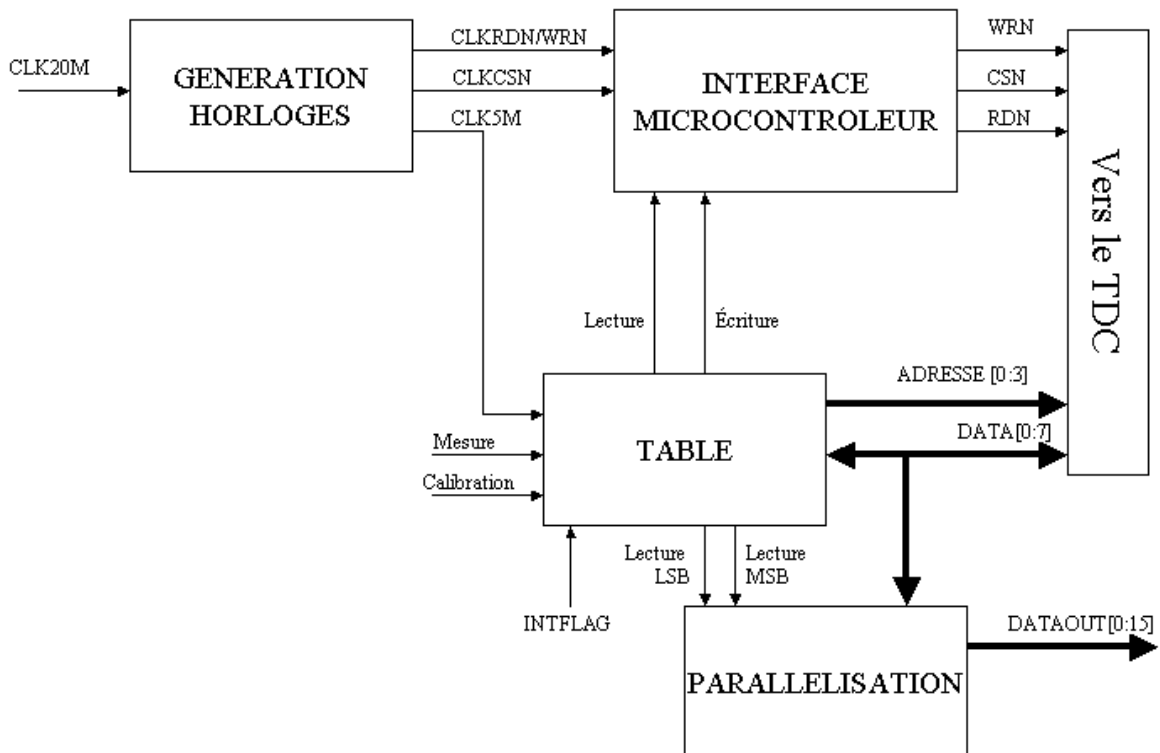 CLK20M
GENERATION
HORLOGES
CLKRDN/WRN
CLKCSN
CLK5M
INTERFACE
MICROCONTROLEUR
WRN
CSN
RDN
Vers le TDC
Lecture
Écriture
ADRESSE [0:3]
DATA[0:7]
Mesure
Calibration
TABLE
INTFLAG
Lecture
LSB
Lecture
MSB
PARALLELISATION
DATAOUT[0:15]